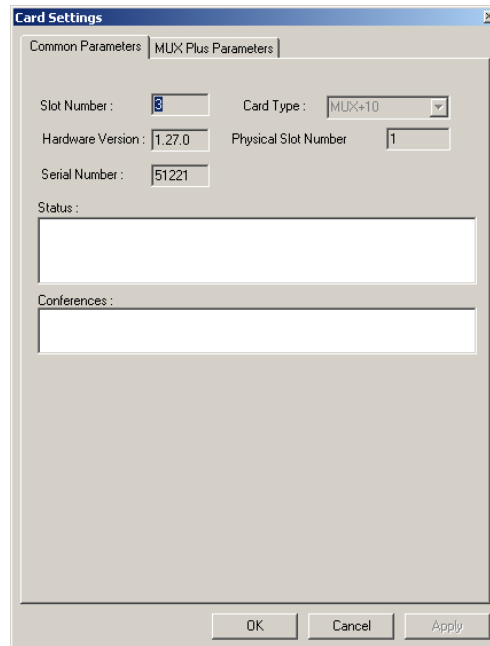 Card Settings
Common Parameters MUX Plus Parameters
Slot Number : 3 Card Type : MUX+10
Hardware Version : 1.27.0 Physical Slot Number 1
Serial Number : 51221
Status :
Conferences :
OK Cancel Apply